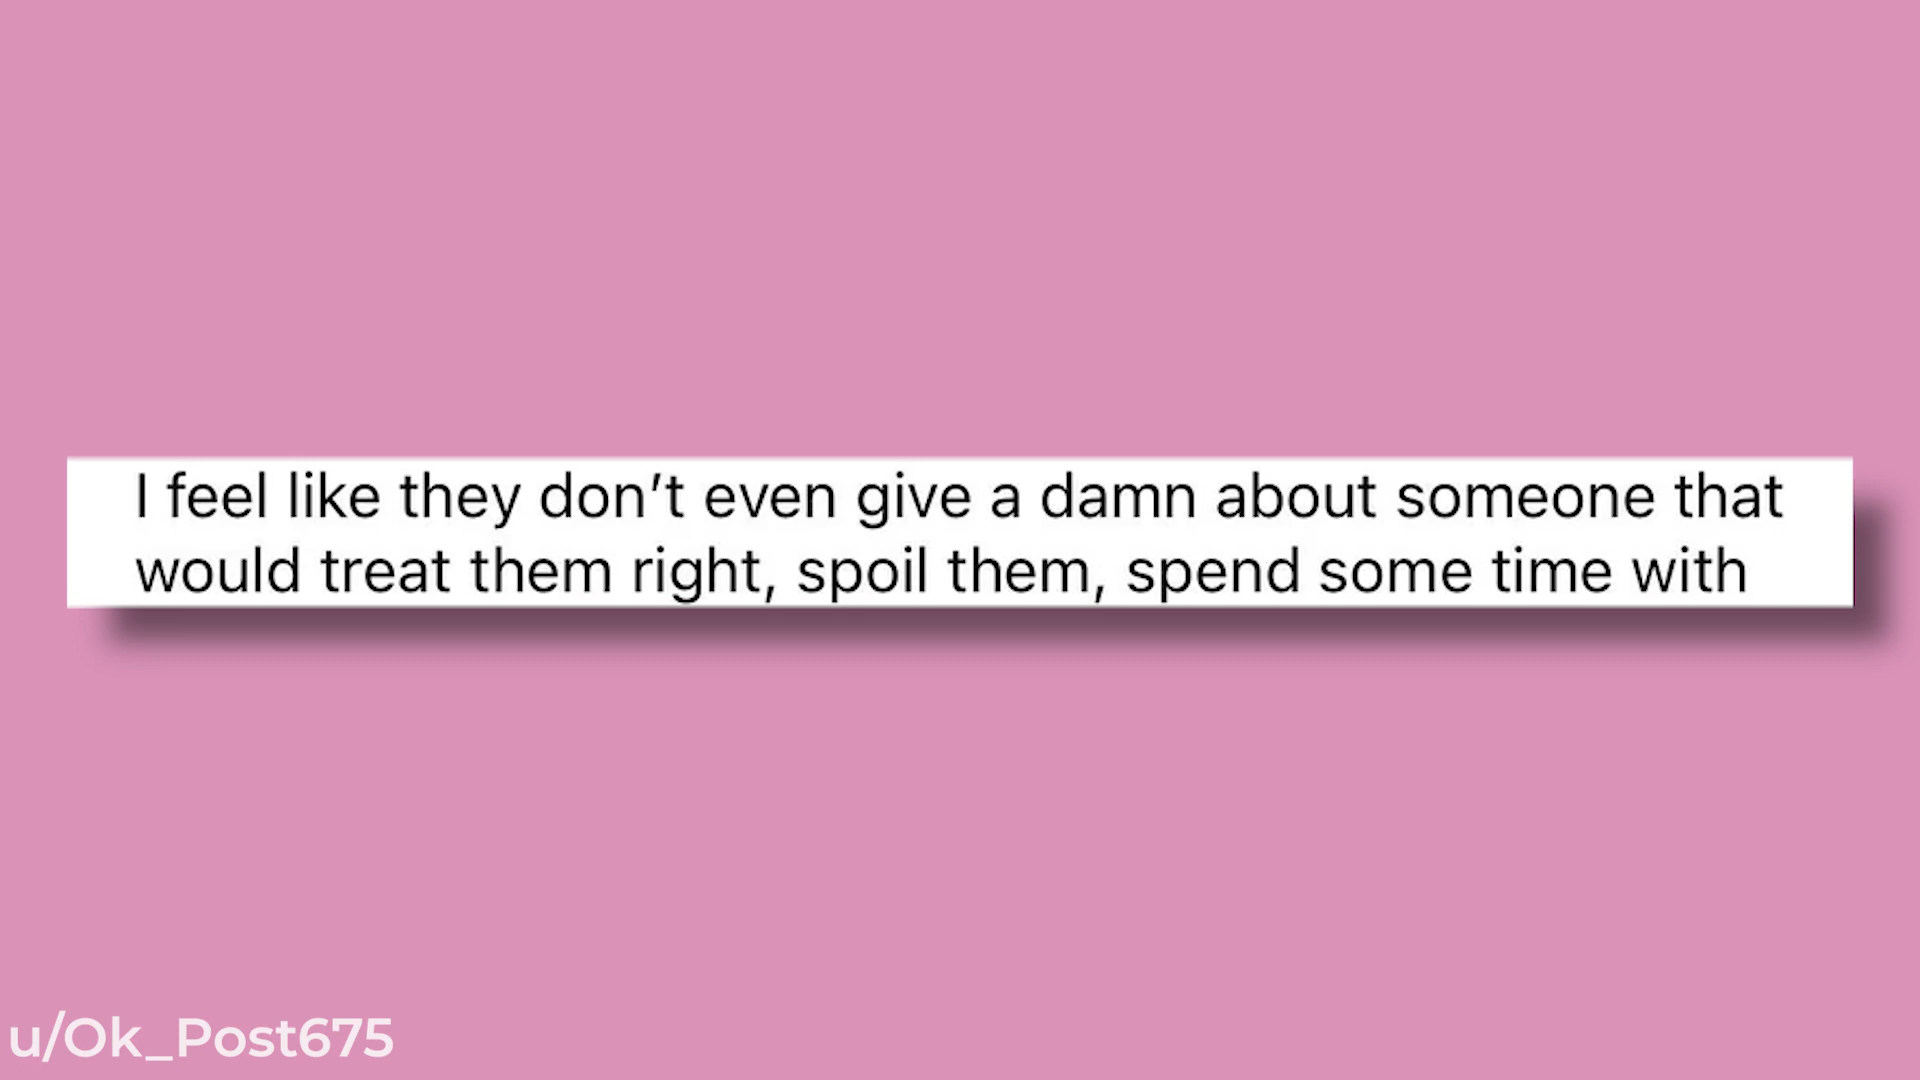 I feel like they don’t even give a damn about someone that
would treat them right, spoil them, spend some time with
u/Ok_Post675